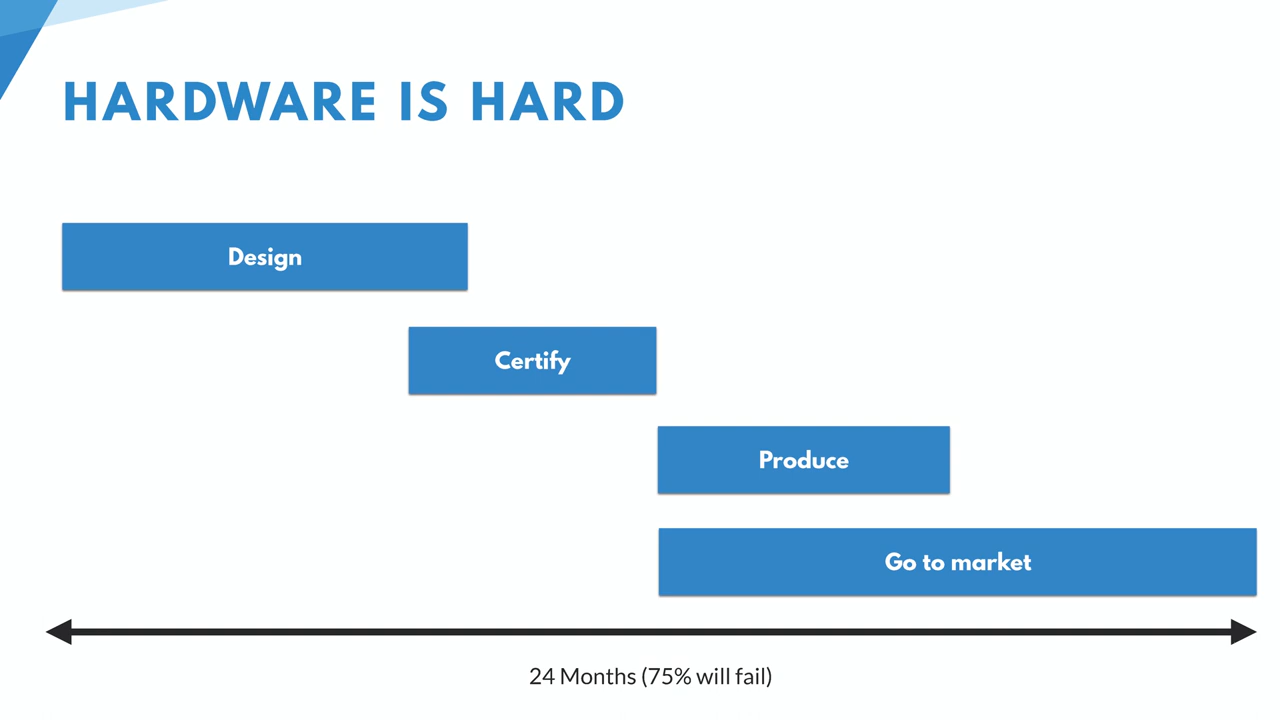 HARDWARE IS HARD
Design
Certify
Produce
Go to market
24 Months (75% will fail)